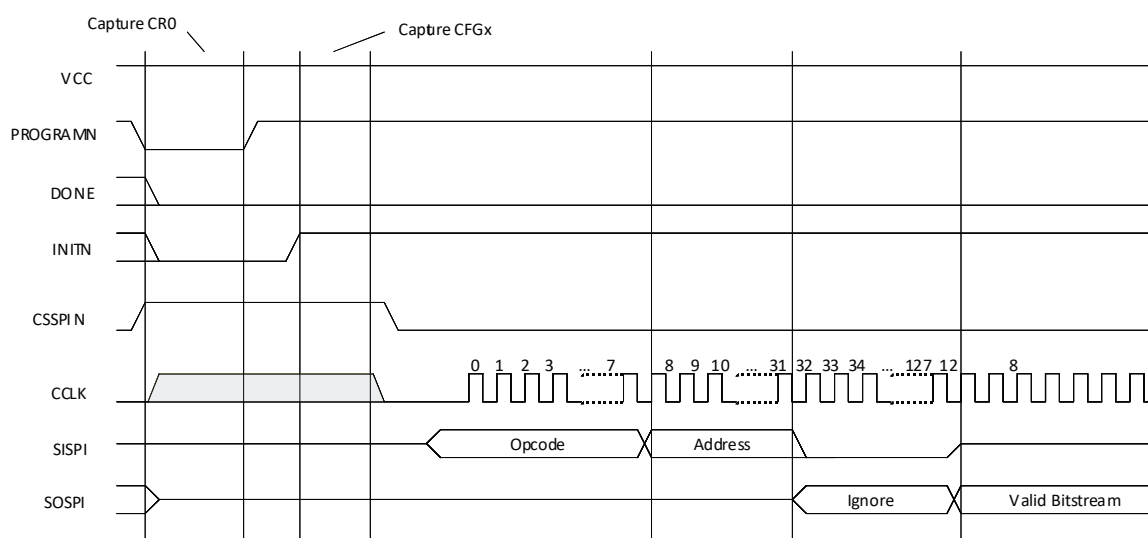 Capture CR0
Capture CFGx
VCC
PROGRAMN
DONE
INITN
CSSPIN
CCLK
0 1 2 3 ... 7 8 9 10 ... 31 32 33 34 ... 127 12 8
SISPI
Opcode
Address
SOSPI
Ignore
Valid Bitstream